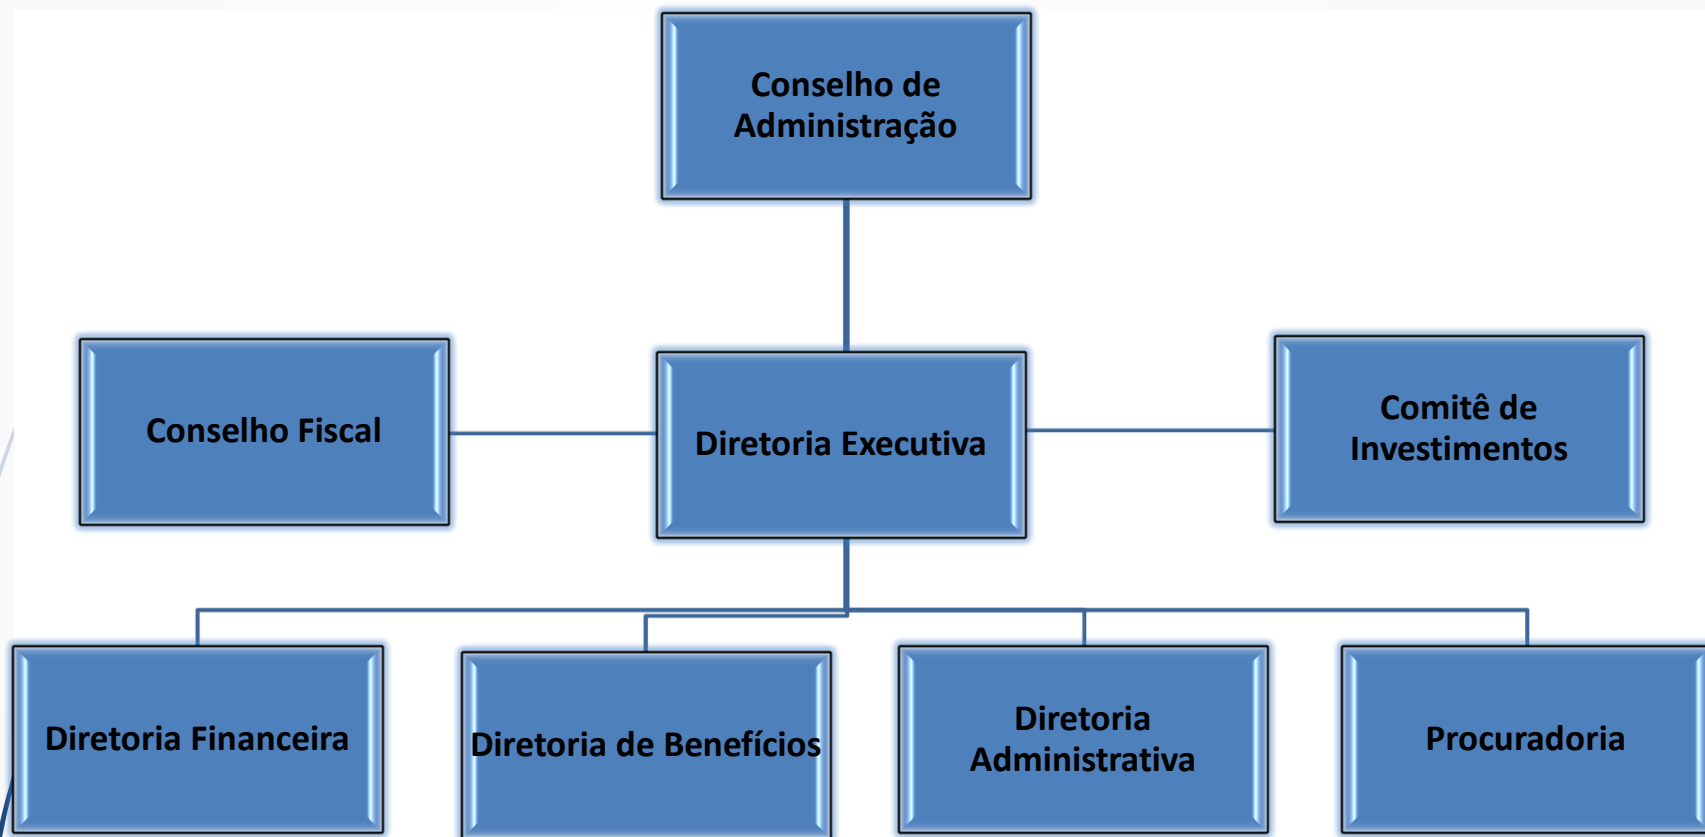 Conselho de
Administração
Conselho Fiscal
Diretoria Executiva
Comitê de
Investimentos
Diretoria Financeira
Diretoria de Benefícios
Diretoria
Administrativa
Procuradoria